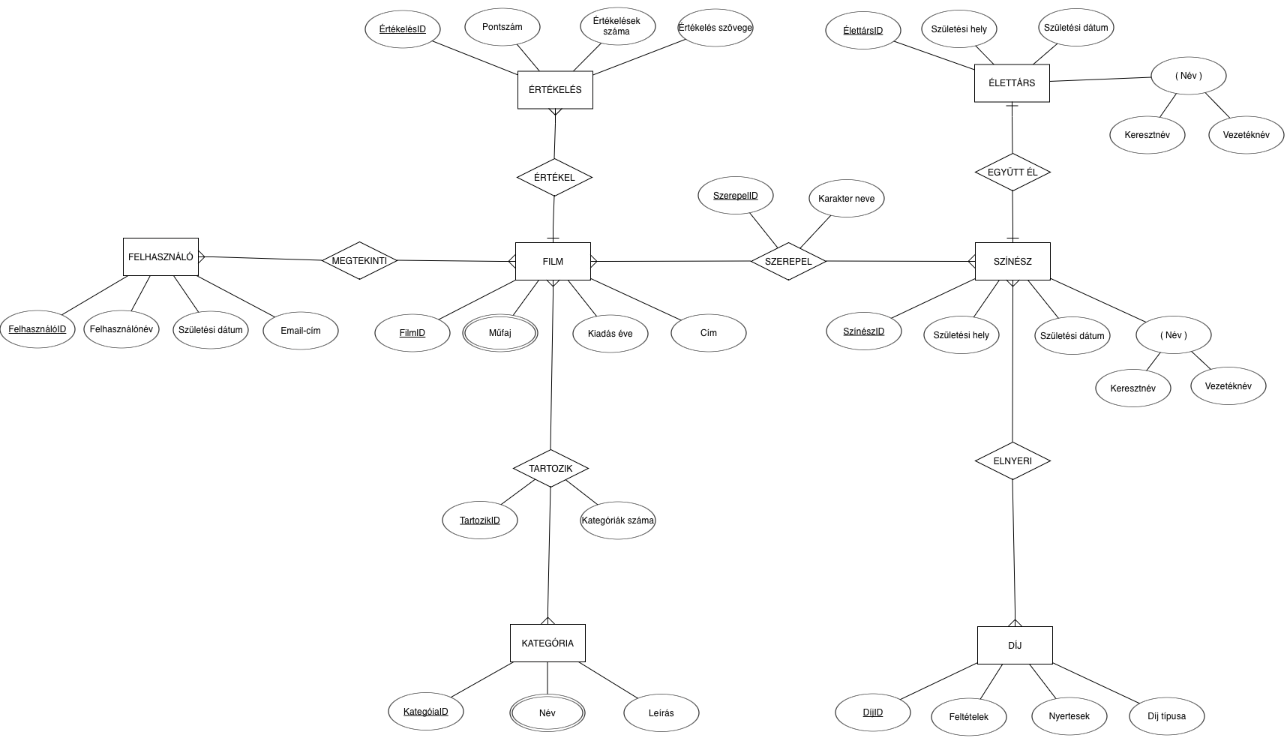 ÉrtékelésID
Pontszám
Értékelések
száma
Értékelés szövege
ÉlettársID
Születési hely
Születési dátum
ÉRTÉKELÉS
ÉLETTÁRS
( Név )
Keresztnév
Vezetéknév
ÉRTÉKEL
EGYÜTT ÉL
SzerepelID
Karakter neve
FELHASZNÁLÓ
MEGTEKINTI
FILM
SZEREPEL
SZÍNÉSZ
FelhasználóID
Felhasználónév
Születési dátum
Email-cím
FilmID
Műfaj
Kiadás éve
Cím
SzínészID
Születési hely
Születési dátum
( Név )
Keresztnév
Vezetéknév
TARTOZIK
ELNYERI
TartozikID
Kategóriák száma
KATEGÓRIA
DÍJ
KategóiaID
Név
Leírás
DíjID
Feltételek
Nyertesek
Díj típusa